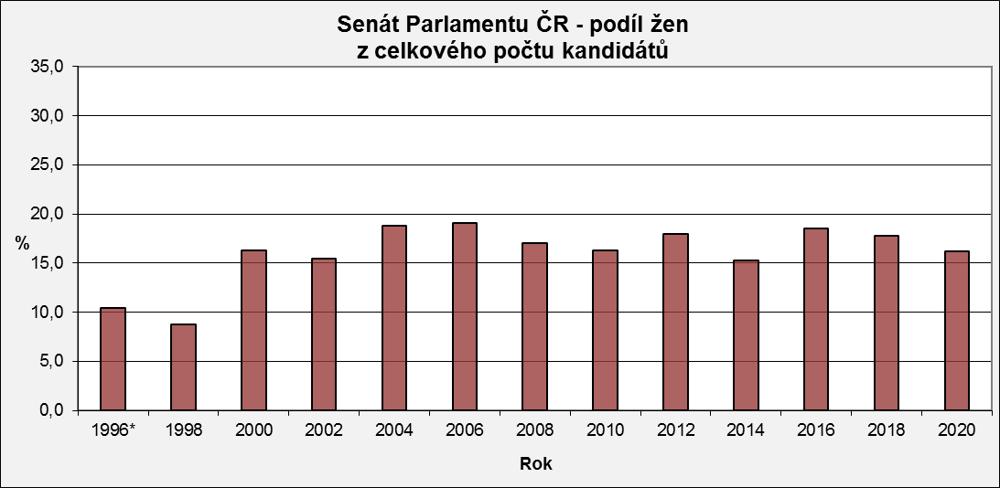 Senát Parlamentu ČR - podíl žen
z celkového počtu kandidátů
35,0
30,0
25,0
20,0
%
15,0
10,0
5,0
0,0
1996* 1998 2000 2002 2004 2006 2008 2010 2012 2014 2016 2018 2020
Rok